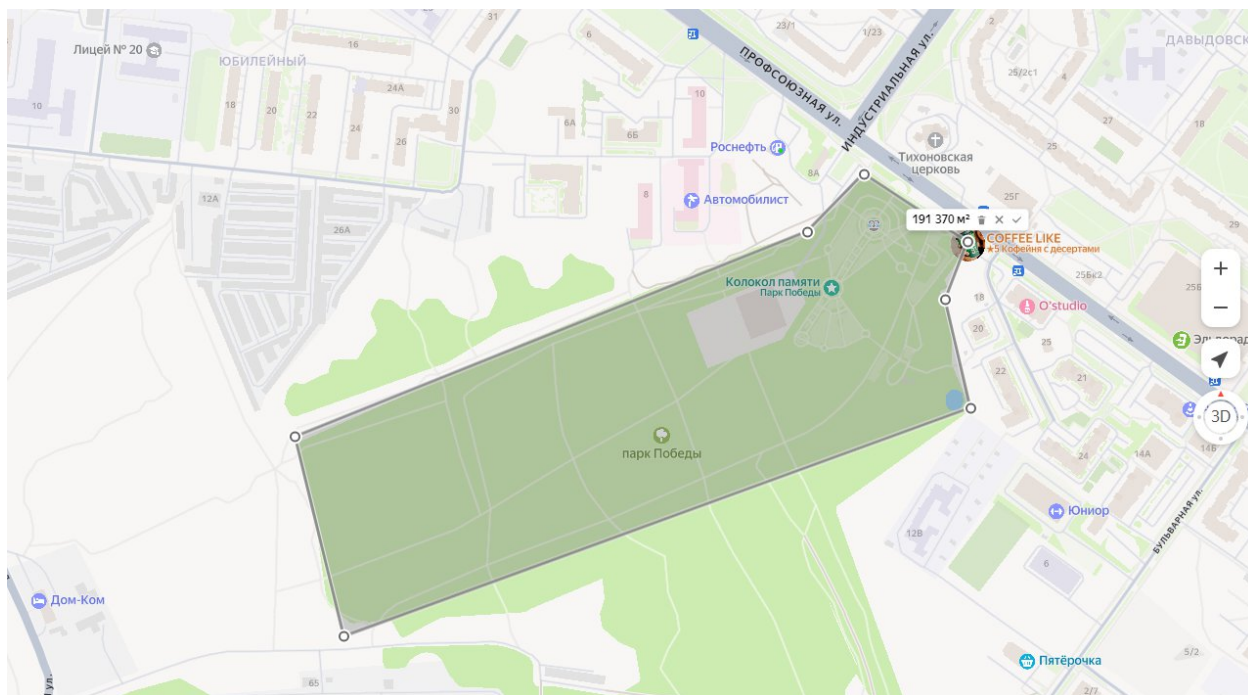 31
6
23/1
1/23
2
ДАВЫДОВСК
Лицей № 20
16
ЮБИЛЕЙНЫЙ
ПРОФСОЮЗНАЯ УЛ.
ИНДУСТРИАЛЬНАЯ УЛ.
25/2с1
4
24А
10
10
18
20
22
24
26
30
6А
6Б
27
18
25
Роснефть
Тихоновская
церковь
8А
12А
8
Автомобилист
25Г
26А
191 370 м²
COFFEE LIKE
★5 Кофейня с десертами
25Бк2
Колокол памяти
Парк Победы
25Б
18
O'studio
20
25
Эльдорад
22
21
3D
парк Победы
24
14А
14Б
Юниор
12В
БУЛЬВАРНАЯ УЛ.
6
Дом-Ком
Пятёрочка
5/2
65
2/7